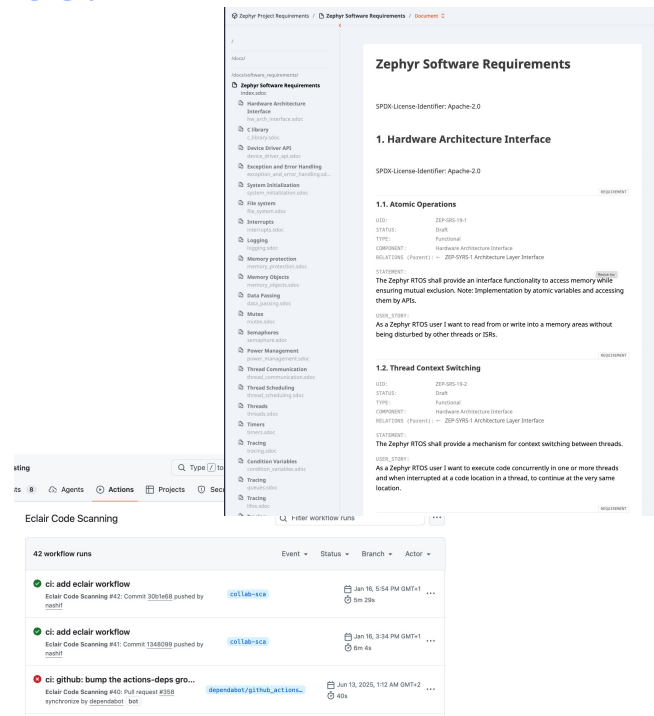 Zephyr Project Requirements / Zephyr Software Requirements / Document
/
/docs/
/docs/software_requirements/
Zephyr Software Requirements
index.sdoc
Hardware Architecture
Interface
hw_arch_interface.sdoc
C library
c_library.sdoc
Device Driver API
device_driver_api.sdoc
Exception and Error Handling
exception_and_error_handling.sd...
System Initialisation
system_initialisation.sdoc
File system
file_system.sdoc
Interrupts
interrupts.sdoc
Logging
logging.sdoc
Memory protection
memory_protection.sdoc
Memory Objects
memory_objects.sdoc
Data Passing
data_passing.sdoc
Mutex
mutex.sdoc
Semaphores
semaphore.sdoc
Power Management
power_management.sdoc
Thread Communication
thread_communication.sdoc
Thread Scheduling
thread_scheduling.sdoc
Threads
threads.sdoc
Timers
timers.sdoc
Tracing
tracing.sdoc
Condition Variables
condition_variables.sdoc
Tracing
queues.sdoc
Tracing
lifos.sdoc
Zephyr Software Requirements
SPDX-License-Identifier: Apache-2.0
1. Hardware Architecture Interface
SPDX-License-Identifier: Apache-2.0
REQUIREMENT
1.1. Atomic Operations
UID: ZEP-SRS-19-1
STATUS: Draft
TYPE: Functional
COMPONENT: Hardware Architecture Interface
RELATIONS (Parent): ← ZEP-SYRS-1 Architecture Layer Interface
STATEMENT:
The Zephyr RTOS shall provide an interface functionality to access memory while
ensuring mutual exclusion. Note: Implementation by atomic variables and accessing
them by APIs.
USER_STORY:
As a Zephyr RTOS user I want to read from or write into a memory areas without
being disturbed by other threads or ISRs.
REQUIREMENT
1.2. Thread Context Switching
UID: ZEP-SRS-19-2
STATUS: Draft
TYPE: Functional
COMPONENT: Hardware Architecture Interface
RELATIONS (Parent): ← ZEP-SYRS-1 Architecture Layer Interface
STATEMENT:
The Zephyr RTOS shall provide a mechanism for context switching between threads.
USER_STORY:
As a Zephyr RTOS user I want to execute code concurrently in one or more threads
and when interrupted at a code location in a thread, to continue at the very same
location.
REQUIREMENT
sting
Type / to
ts 8 Agents Actions Projects Secu
Eclair Code Scanning
Filter workflow runs
...
42 workflow runs Event Status Branch Actor
ci: add eclair workflow
Eclair Code Scanning #42: Commit 30b1e68 pushed by
nashif
collab-sca
Jan 16, 5:54 PM GMT+1
5m 29s
...
ci: add eclair workflow
Eclair Code Scanning #41: Commit 1348099 pushed by
nashif
collab-sca
Jan 16, 3:34 PM GMT+1
6m 4s
...
ci: github: bump the actions-deps gro...
Eclair Code Scanning #40: Pull request #358
synchronize by dependabot bot
dependabot/github_actions…
Jun 13, 2025, 1:12 AM GMT+2
40s
...